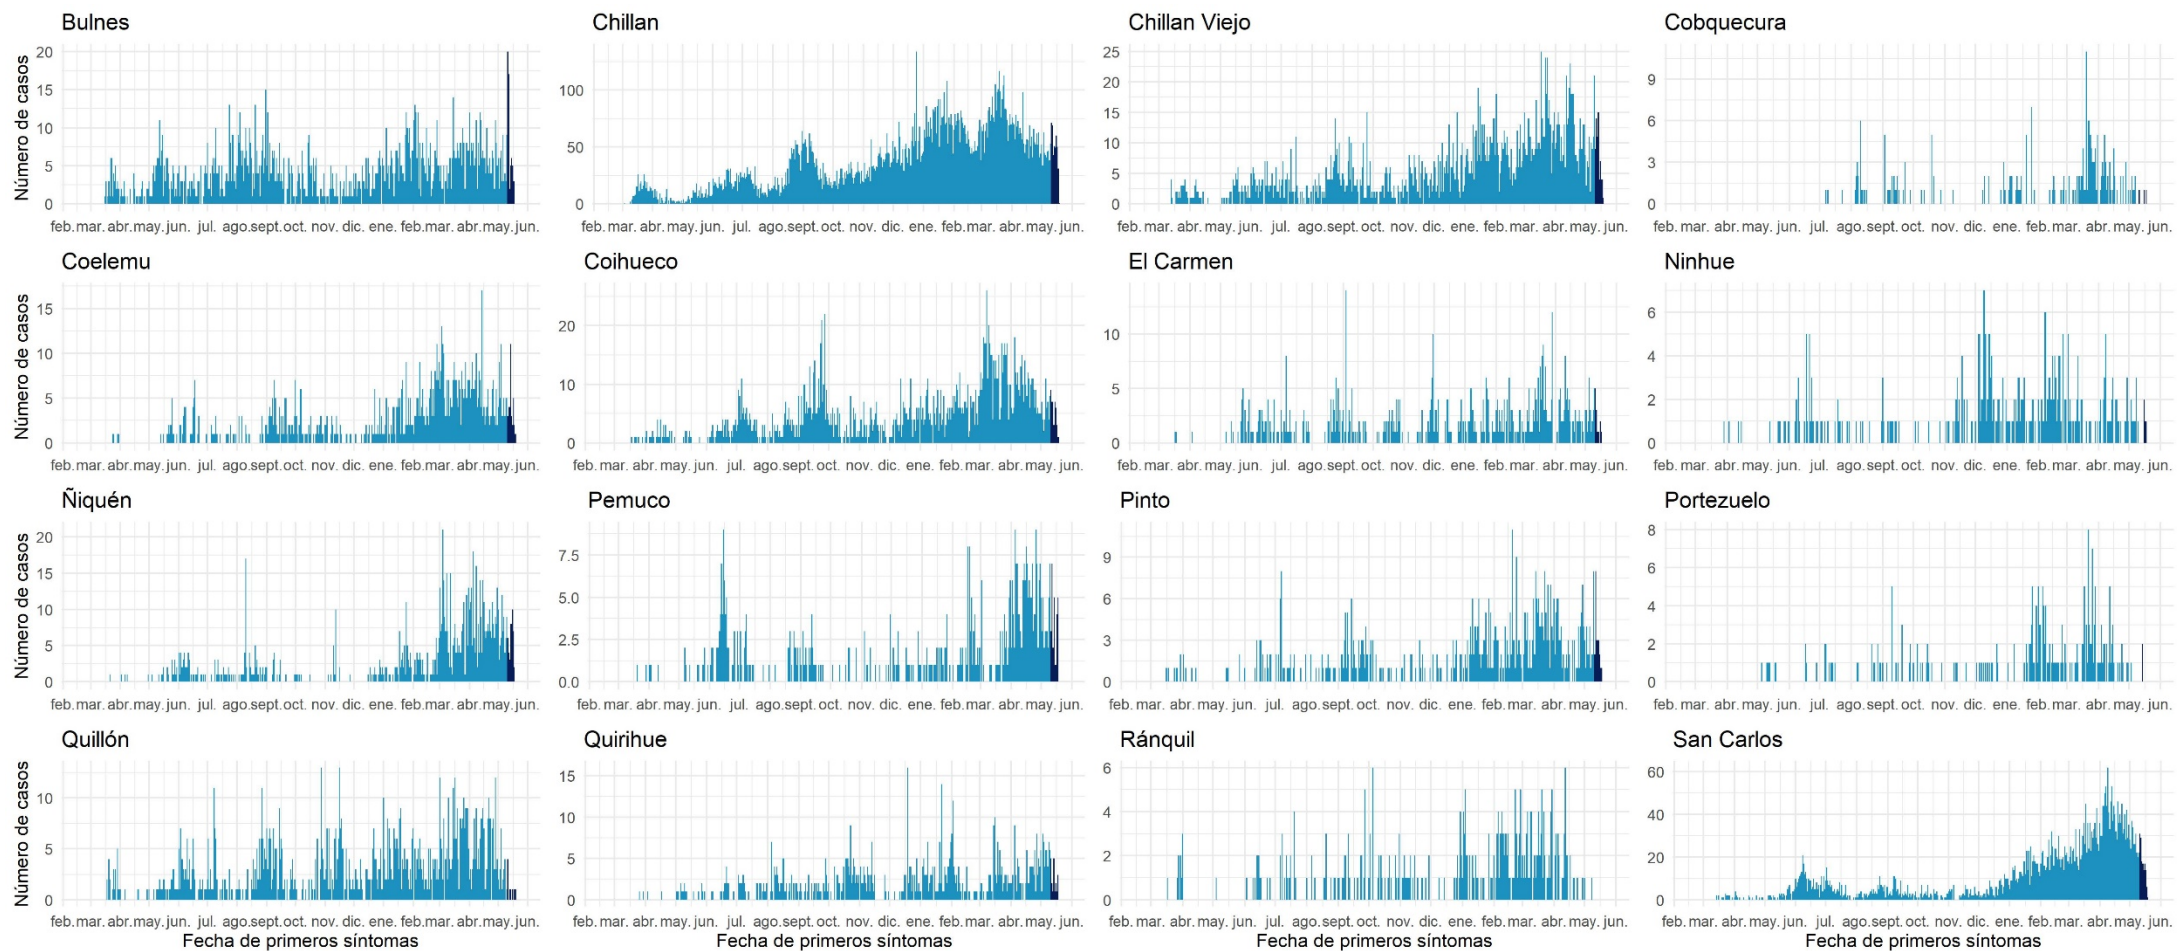 Bulnes
Chillan
Chillan Viejo
Cobquecura
Número de casos
20
15
10
5
0
100
50
0
25
20
15
10
5
0
9
6
3
0
feb. mar. abr. may. jun. jul. ago. sept. oct. nov. dic. ene. feb. mar. abr. may. jun.
feb. mar. abr. may. jun. jul. ago. sept. oct. nov. dic. ene. feb. mar. abr. may. jun.
feb. mar. abr. may. jun. jul. ago. sept. oct. nov. dic. ene. feb. mar. abr. may. jun.
feb. mar. abr. may. jun. jul. ago. sept. oct. nov. dic. ene. feb. mar. abr. may. jun.
Coelemu
Coihueco
El Carmen
Ninhue
Número de casos
15
10
5
0
20
10
0
10
5
0
6
4
2
0
feb. mar. abr. may. jun. jul. ago. sept. oct. nov. dic. ene. feb. mar. abr. may. jun.
feb. mar. abr. may. jun. jul. ago. sept. oct. nov. dic. ene. feb. mar. abr. may. jun.
feb. mar. abr. may. jun. jul. ago. sept. oct. nov. dic. ene. feb. mar. abr. may. jun.
feb. mar. abr. may. jun. jul. ago. sept. oct. nov. dic. ene. feb. mar. abr. may. jun.
Ñiquén
Pemuco
Pinto
Portezuelo
Número de casos
20
15
10
5
0
7.5
5.0
2.5
0.0
9
6
3
0
8
6
4
2
0
feb. mar. abr. may. jun. jul. ago. sept. oct. nov. dic. ene. feb. mar. abr. may. jun.
feb. mar. abr. may. jun. jul. ago. sept. oct. nov. dic. ene. feb. mar. abr. may. jun.
feb. mar. abr. may. jun. jul. ago. sept. oct. nov. dic. ene. feb. mar. abr. may. jun.
feb. mar. abr. may. jun. jul. ago. sept. oct. nov. dic. ene. feb. mar. abr. may. jun.
Quillón
Quirihue
Ránquil
San Carlos
Número de casos
10
5
0
15
10
5
0
6
4
2
0
60
40
20
0
feb. mar. abr. may. jun. jul. ago. sept. oct. nov. dic. ene. feb. mar. abr. may. jun.
feb. mar. abr. may. jun. jul. ago. sept. oct. nov. dic. ene. feb. mar. abr. may. jun.
feb. mar. abr. may. jun. jul. ago. sept. oct. nov. dic. ene. feb. mar. abr. may. jun.
feb. mar. abr. may. jun. jul. ago. sept. oct. nov. dic. ene. feb. mar. abr. may. jun.
Fecha de primeros síntomas
Fecha de primeros síntomas
Fecha de primeros síntomas
Fecha de primeros síntomas